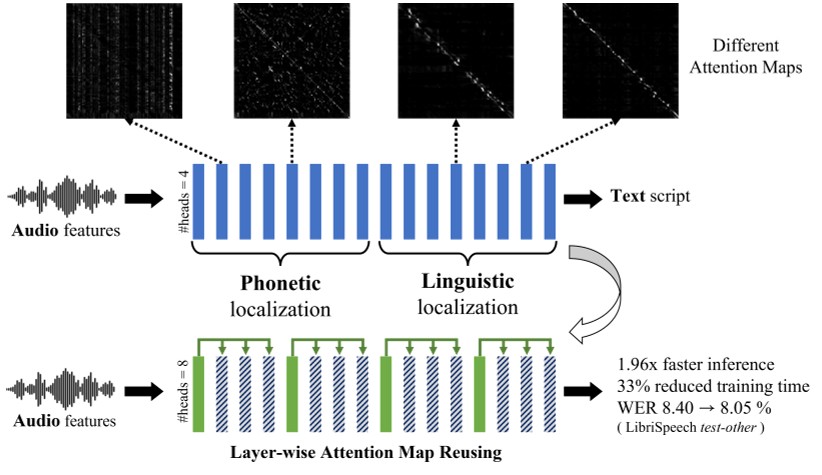 Different
Attention Maps
#heads = 4
Audio features
Text script
Phonetic
localization
Linguistic
localization
#heads = 8
Audio features
1.96x faster inference
33% reduced training time
WER 8.40 → 8.05 %
( LibriSpeech test-other )
Layer-wise Attention Map Reusing